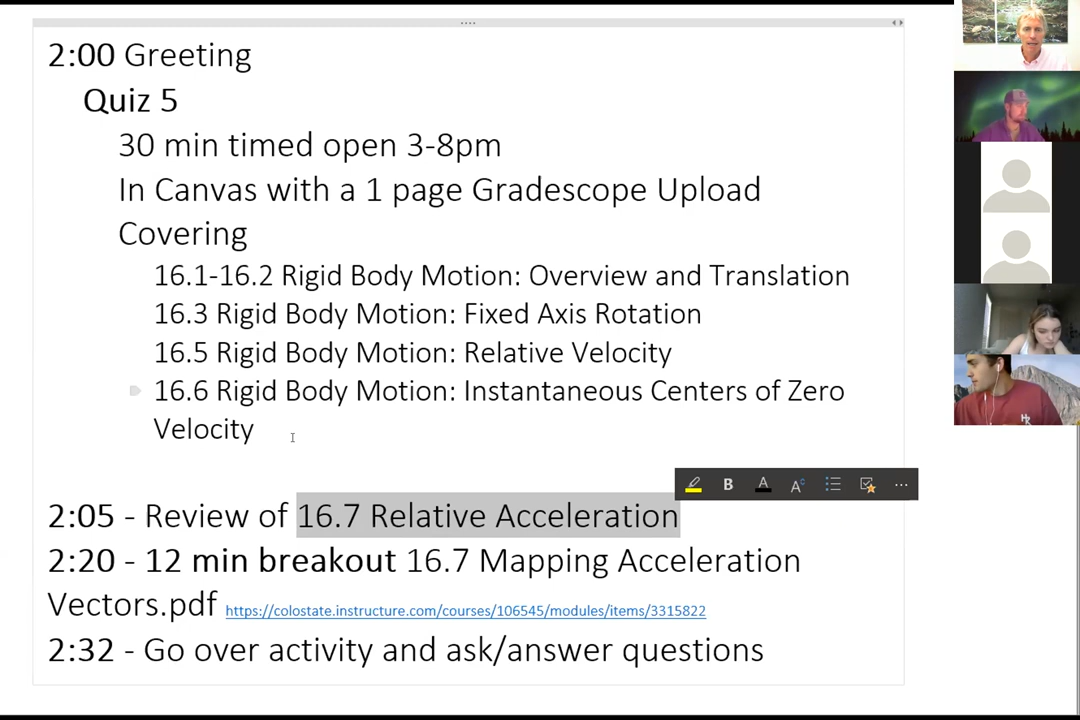 2:00 Greeting
Quiz 5
30 min timed open 3-8pm
In Canvas with a 1 page Gradescope Upload
Covering
16.1-16.2 Rigid Body Motion: Overview and Translation
16.3 Rigid Body Motion: Fixed Axis Rotation
16.5 Rigid Body Motion: Relative Velocity
16.6 Rigid Body Motion: Instantaneous Centers of Zero
Velocity
2:05 - Review of 16.7 Relative Acceleration
2:20 - 12 min breakout 16.7 Mapping Acceleration
Vectors.pdf https://colostate.instructure.com/courses/106545/modules/items/3315822
2:32 - Go over activity and ask/answer questions